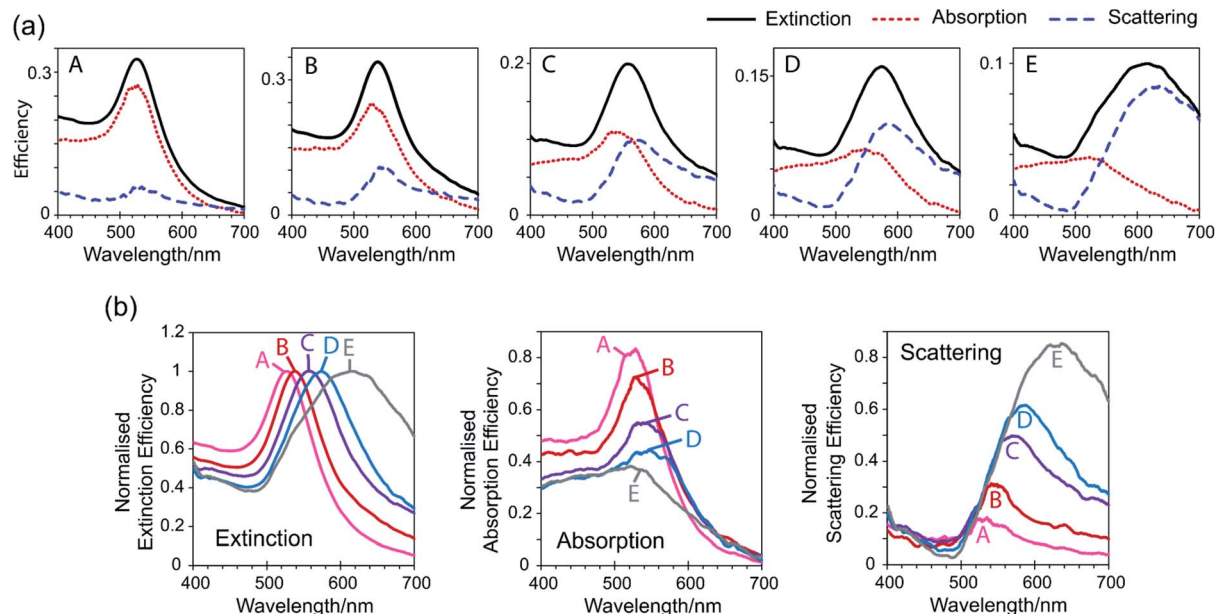 (a)
Extinction Absorption Scattering
A B C D E
Efficiency
0.3 0.3 0.2 0.15 0.1
0 0 0 0 0
400 500 600 700 400 500 600 700 400 500 600 700 400 500 600 700 400 500 600 700
Wavelength/nm Wavelength/nm Wavelength/nm Wavelength/nm Wavelength/nm
(b)
Normalised
Extinction Efficiency
1.2
1
0.8
0.6
0.4
0.2
0
A B C D E
Extinction
400 500 600 700
Wavelength/nm
Normalised
Absorption Efficiency
0.8
0.6
0.4
0.2
0
A
B
C
D
E
Absorption
400 500 600 700
Wavelength/nm
Normalised
Scattering Efficiency
0.8
0.6
0.4
0.2
0
Scattering
E
D
C
B
A
400 500 600 700
Wavelength/nm